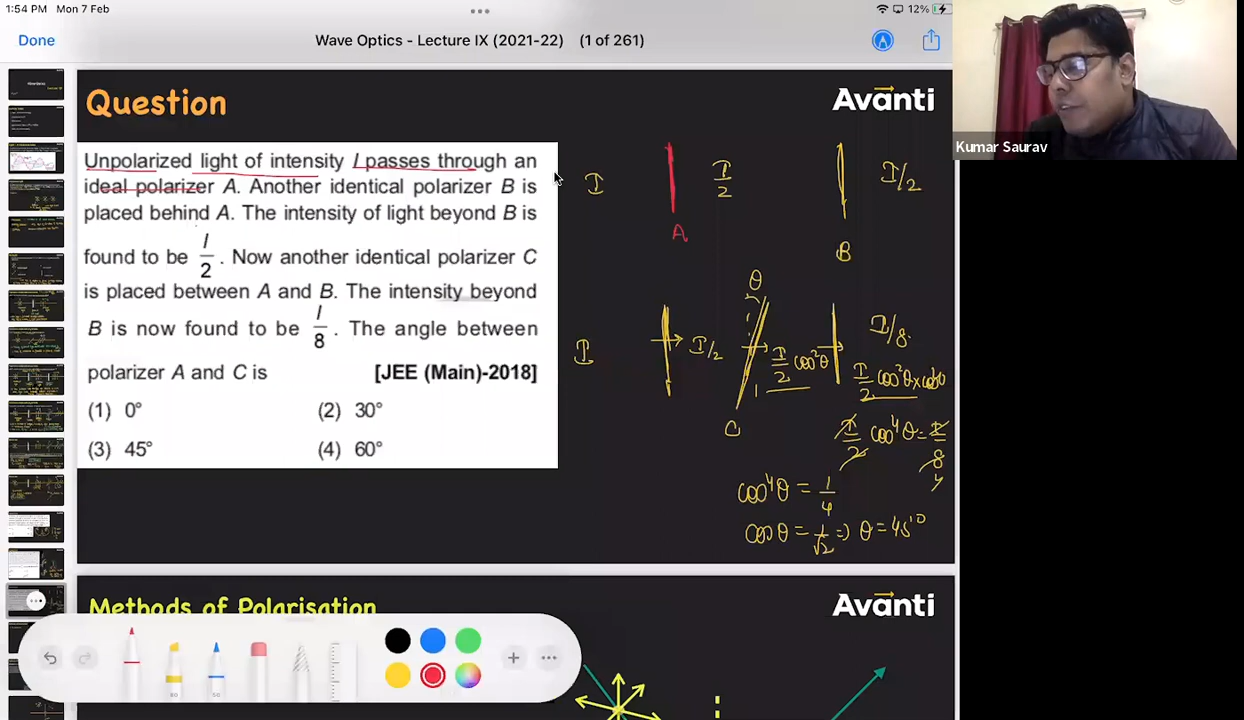 1:54 PM Mon 7 Feb
12%
Done
Wave Optics - Lecture IX (2021-22) (1 of 261)
Question
Avanti
Unpolarized light of intensity I passes through an
ideal polarizer A. Another identical polarizer B is
placed behind A. The intensity of light beyond B is
found to be I/2. Now another identical polarizer C
is placed between A and B. The intensity beyond
B is now found to be I/8. The angle between
polarizer A and C is [JEE (Main)-2018]
(1) 0° (2) 30°
(3) 45° (4) 60°
I
I/2
I/2
A
B
θ
I
I/2
I/2 cos²θ
I/8
I/2 cos²θ × cos²θ
C
I/2 cos⁴θ = I/8
4
cos⁴θ = 1/4
cosθ = 1/√2 ⇒ θ = 45°
Kumar Saurav
Methods of Polarisation
Avanti